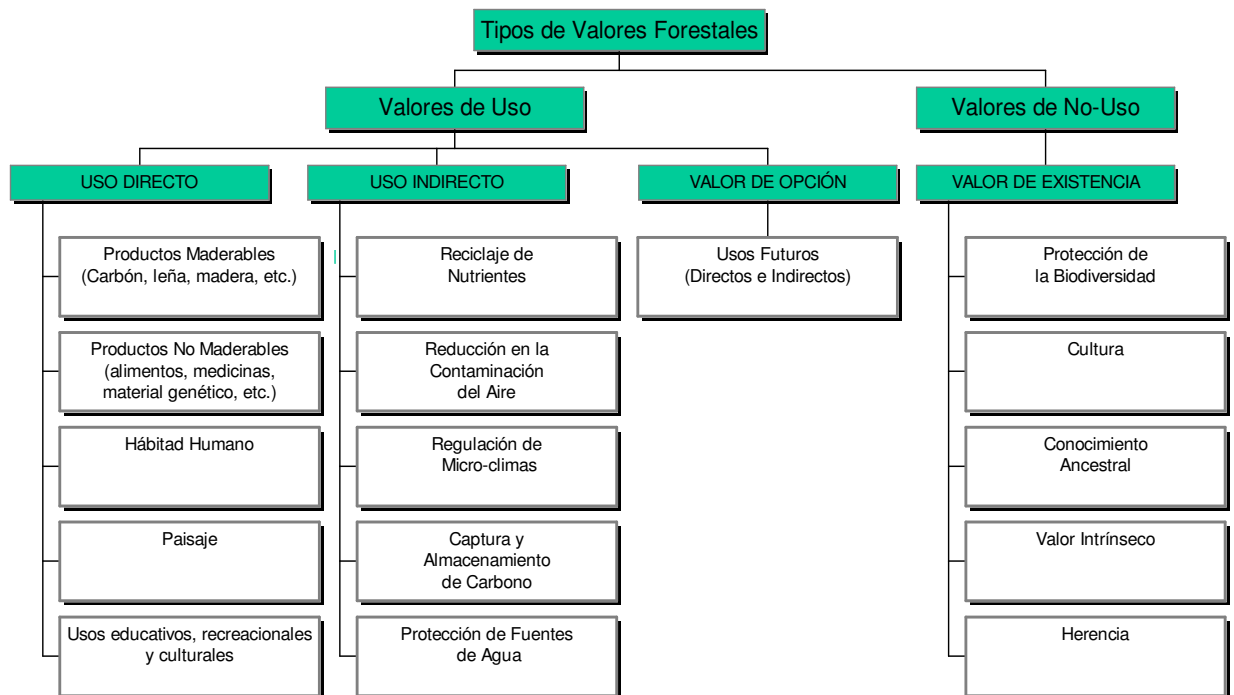 Tipos de Valores Forestales
Valores de Uso
Valores de No-Uso
USO DIRECTO
USO INDIRECTO
VALOR DE OPCIÓN
VALOR DE EXISTENCIA
Productos Maderables
(Carbón, leña, madera, etc.)
Productos No Maderables
(alimentos, medicinas,
material genético, etc.)
Hábitad Humano
Paisaje
Usos educativos, recreacionales
y culturales
Reciclaje de
Nutrientes
Reducción en la
Contaminación
del Aire
Regulación de
Micro-climas
Captura y
Almacenamiento
de Carbono
Protección de Fuentes
de Agua
Usos Futuros
(Directos e Indirectos)
Protección de
la Biodiversidad
Cultura
Conocimiento
Ancestral
Valor Intrínseco
Herencia